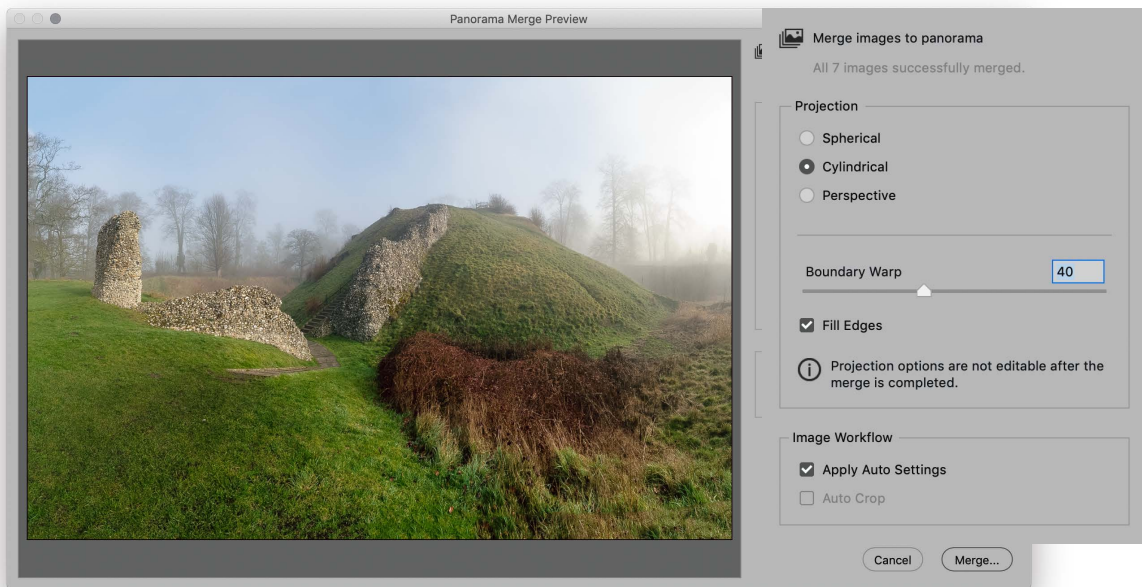 Panorama Merge Preview
Merge images to panorama
All 7 images successfully merged.
Projection
Spherical
Cylindrical
Perspective
Boundary Warp 40
Fill Edges
Projection options are not editable after the
merge is completed.
Image Workflow
Apply Auto Settings
Auto Crop
Cancel Merge...